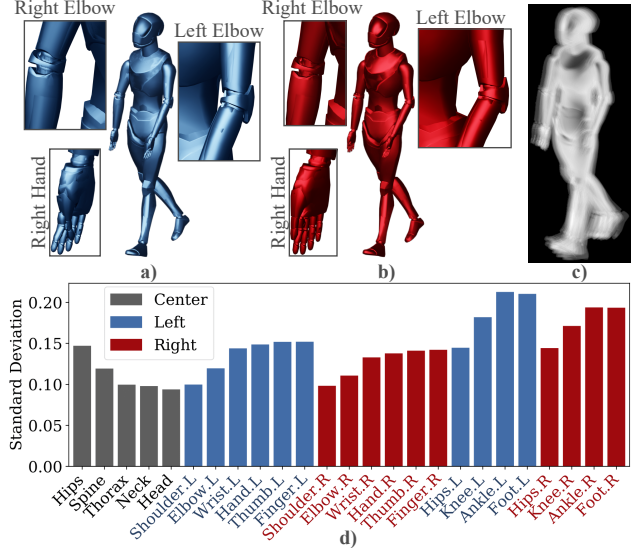 Right Elbow
Left Elbow
Right Hand
a)
Right Elbow
Left Elbow
Right Hand
b)
c)
Standard Deviation
0.20
0.15
0.10
0.05
0.00
Center
Left
Right
Hips
Spine
Thorax
Neck
Head
Shoulder.L
Elbow.L
Wrist.L
Hand.L
Thumb.L
Finger.L
Shoulder.R
Elbow.R
Wrist.R
Hand.R
Thumb.R
Finger.R
Hips.L
Knee.L
Ankle.L
Foot.L
Hips.R
Knee.R
Ankle.R
Foot.R
d)